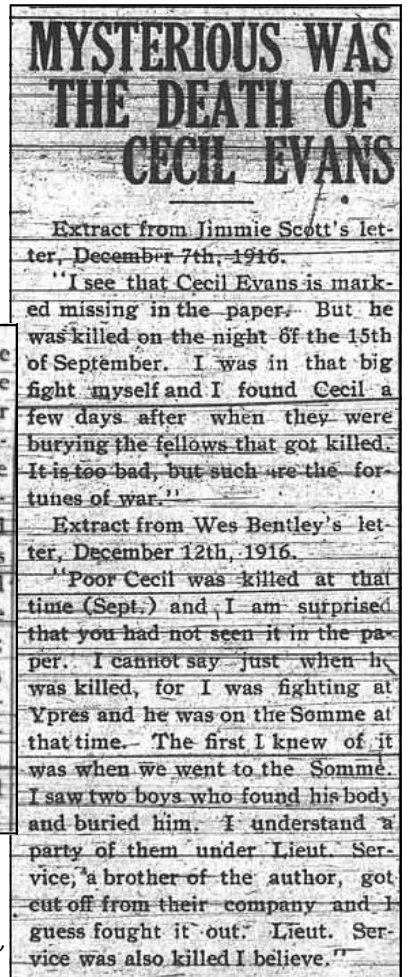 MYSTERIOUS WAS
THE DEATH OF
CECIL EVANS
Extract from Jimmie Scott's let-
ter, December 7th, 1916.
"I see that Cecil Evans is mark-
ed missing in the paper. But he
was killed on the night of the 15th
of September. I was in that big
fight myself and I found Cecil a
few days after when they were
burying the fellows that got killed.
It is too bad, but such are the for-
tunes of war."
Extract from Wes Bentley's let-
ter, December 12th, 1916.
"Poor Cecil was killed at that
time (Sept.) and I am surprised
that you had not seen it in the pa-
per. I cannot say just when he
was killed, for I was fighting at
Ypres and he was on the Somme at
that time. The first I knew of it
was when we went to the Somme.
I saw two boys who found his body
and buried him. I understand a
party of them under Lieut. Ser-
vice, a brother of the author, got
cut off from their company and I
guess fought it out. Lieut. Ser-
vice was also killed I believe."